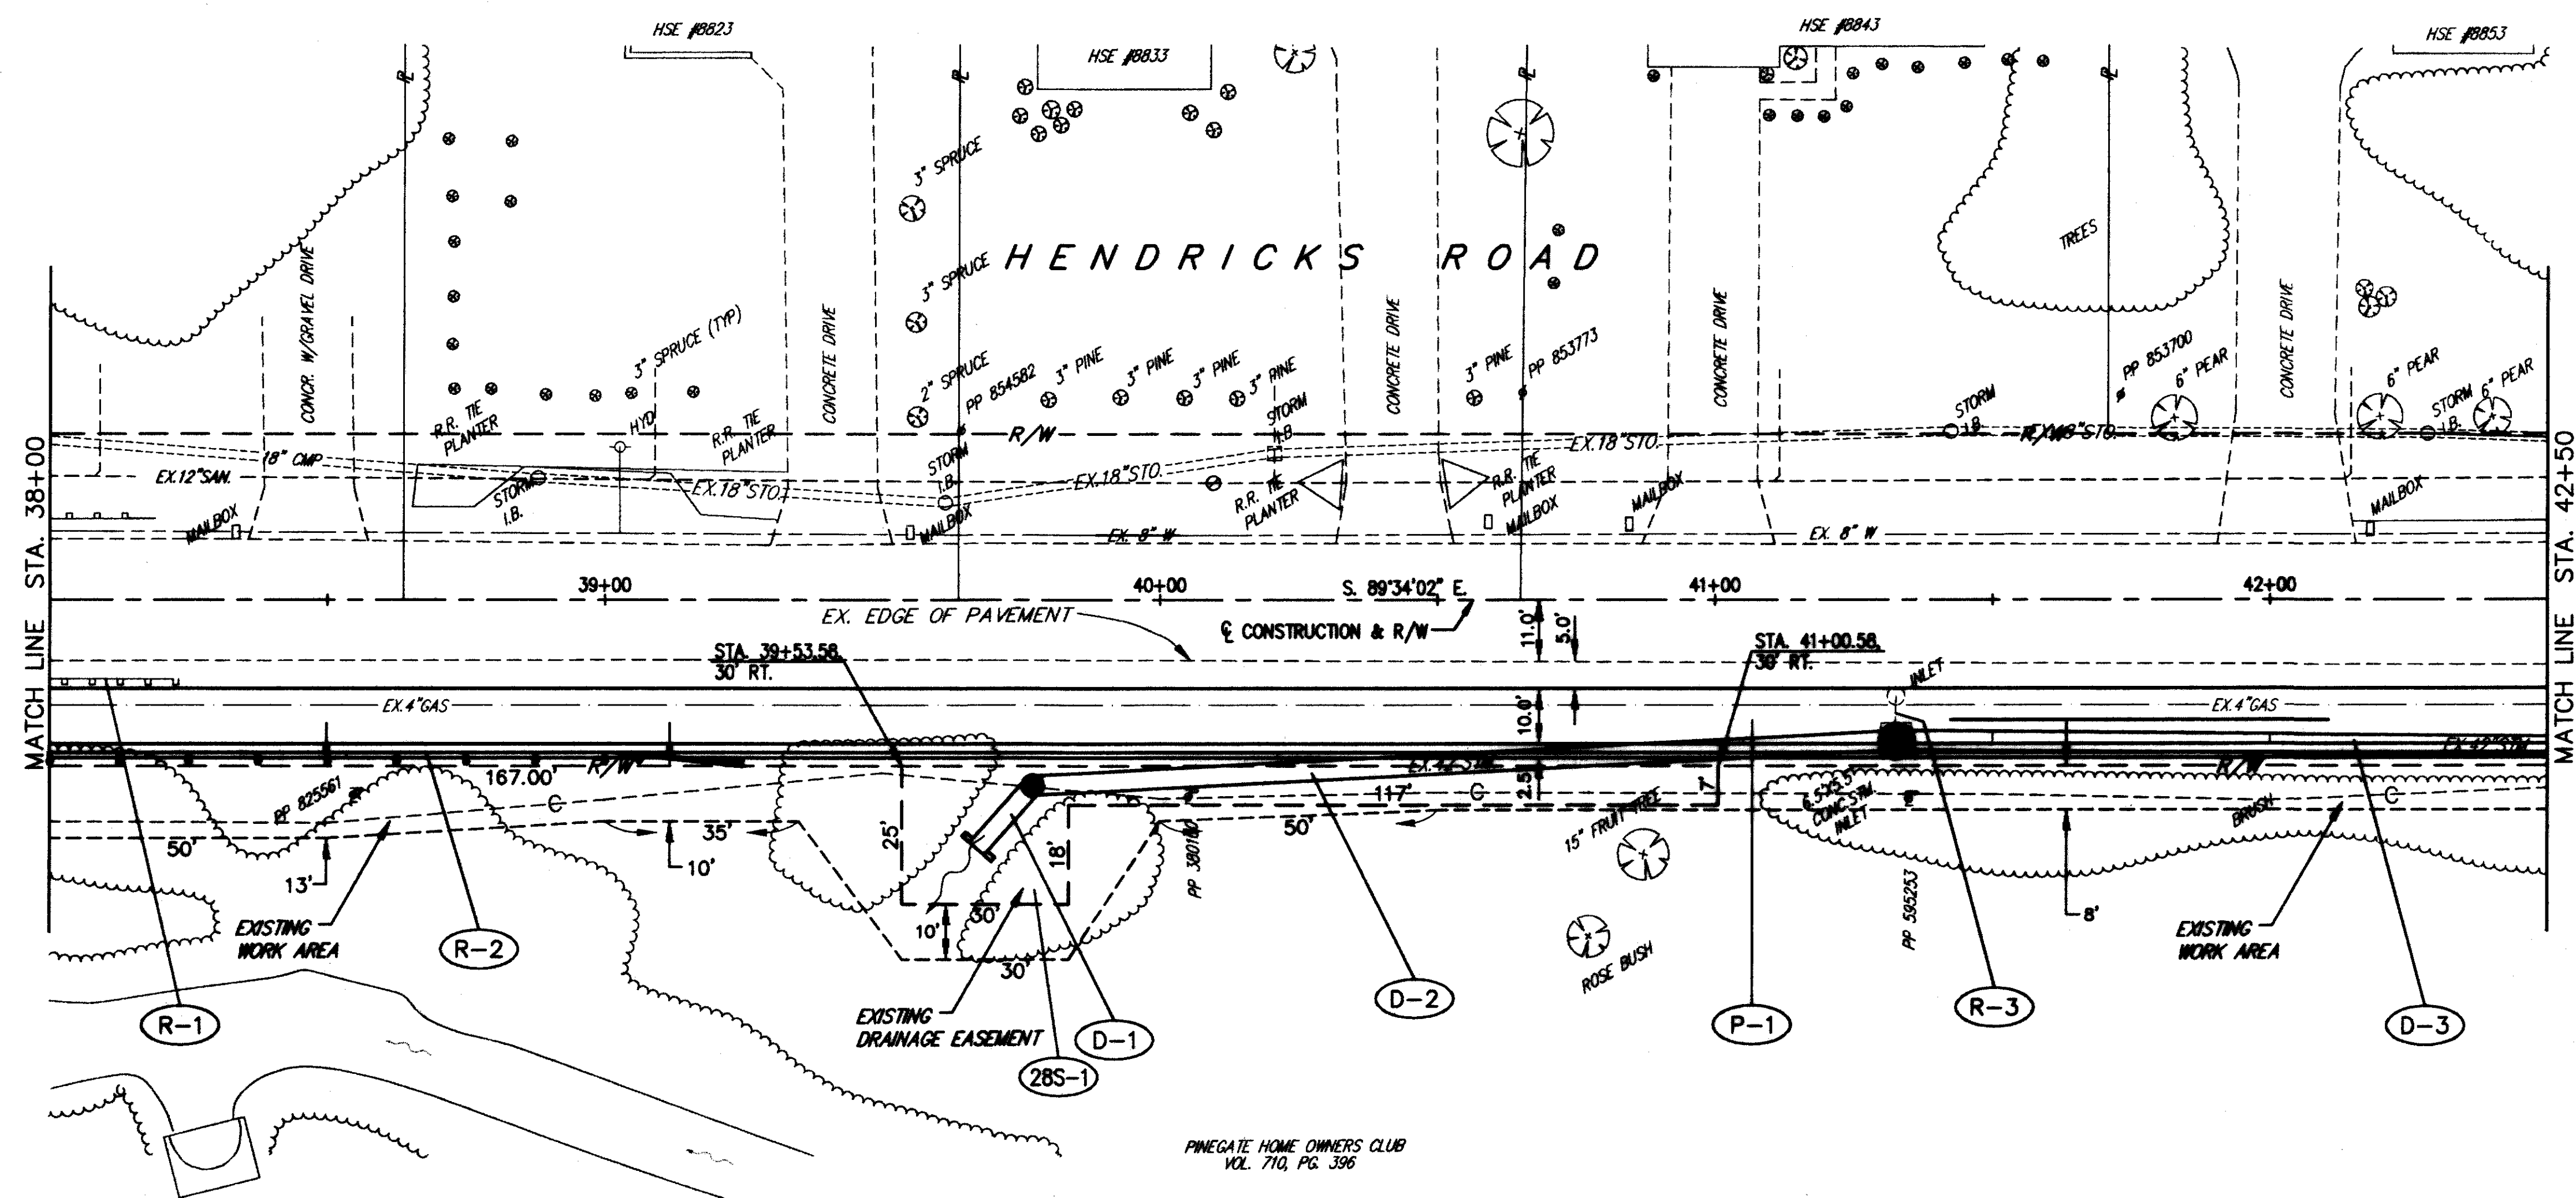 HSE #8823
HSE #8833
HSE #8843
HSE #8853
HENDRICKS ROAD
CONCR. W/GRAVEL DRIVE
3" SPRUCE (TYP)
CONCRETE DRIVE
3" SPRUCE
3" SPRUCE
2" SPRUCE
PP 854582
3" PINE
3" PINE
3" PINE
3" PINE
CONCRETE DRIVE
3" PINE
PP 853773
CONCRETE DRIVE
TREES
PP 853700
6" PEAR
CONCRETE DRIVE
6" PEAR
6" PEAR
R.R. TIE
PLANTER
HYD
R.R. TIE
PLANTER
R/W
STORM
I.B.
STORM
I.B.
STORM
I.B.
18" CMP
EX.12"SAN.
STORM
I.B.
EX.18"STO.
STORM
I.B.
EX.18"STO.
R.R. TIE
PLANTER
EX.18"STO.
R.R. TIE
PLANTER
MAILBOX
MAILBOX
MAILBOX
MAILBOX
MAILBOX
EX. 8" W
EX. 8" W
39+00
40+00
S. 89°34'02" E.
41+00
42+00
EX. EDGE OF PAVEMENT
℄ CONSTRUCTION & R/W
11.0'
5.0'
STA. 39+53.58,
30' RT.
STA. 41+00.58,
30' RT.
MATCH LINE STA. 38+00
MATCH LINE STA. 42+50
EX.4"GAS
10.0'
INLET
EX.4"GAS
R/W
167.00'
PP 825561
C
2.5'
117'
C
7'
R/W
6.5'X5.5'
CONC.STM.
INLET
BRUSH
C
50'
13'
10'
35'
25'
18'
50'
15" FRUIT TREE
8'
EXISTING
WORK AREA
R-2
10'
30'
30'
ROSE BUSH
PP 595253
EXISTING
WORK AREA
R-1
EXISTING
DRAINAGE EASEMENT
D-1
28S-1
D-2
P-1
R-3
D-3
PINEGATE HOME OWNERS CLUB
VOL. 710, PG. 396